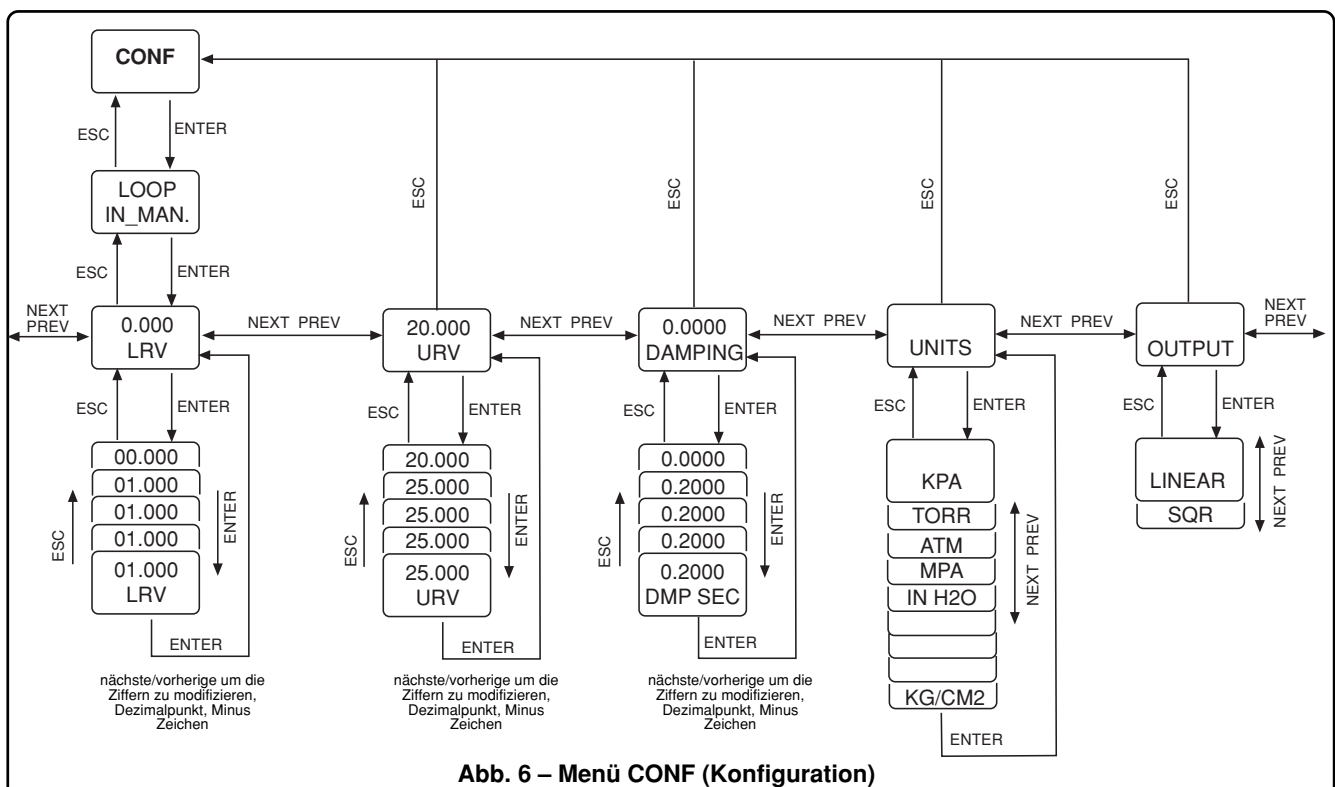 CONF
ESC
ENTER
LOOP
IN_MAN.
ESC
ENTER
ESC
ESC
ESC
ESC
NEXT
PREV
0.000
LRV
NEXT PREV
20.000
URV
NEXT PREV
0.0000
DAMPING
NEXT PREV
UNITS
NEXT PREV
OUTPUT
NEXT
PREV
ESC
ENTER
00.000
01.000
01.000
01.000
01.000
LRV
ESC
ENTER
ENTER
nächste/vorherige um die
Ziffern zu modifizieren,
Dezimalpunkt, Minus
Zeichen
ESC
ENTER
20.000
25.000
25.000
25.000
25.000
URV
ESC
ENTER
ENTER
nächste/vorherige um die
Ziffern zu modifizieren,
Dezimalpunkt, Minus
Zeichen
ESC
ENTER
0.0000
0.2000
0.2000
0.2000
0.2000
DMP SEC
ESC
ENTER
ENTER
nächste/vorherige um die
Ziffern zu modifizieren,
Dezimalpunkt, Minus
Zeichen
ESC
ENTER
KPA
TORR
ATM
MPA
IN H2O
KG/CM2
NEXT PREV
ENTER
ESC
ENTER
LINEAR
SQR
NEXT PREV
Abb. 6 – Menü CONF (Konfiguration)